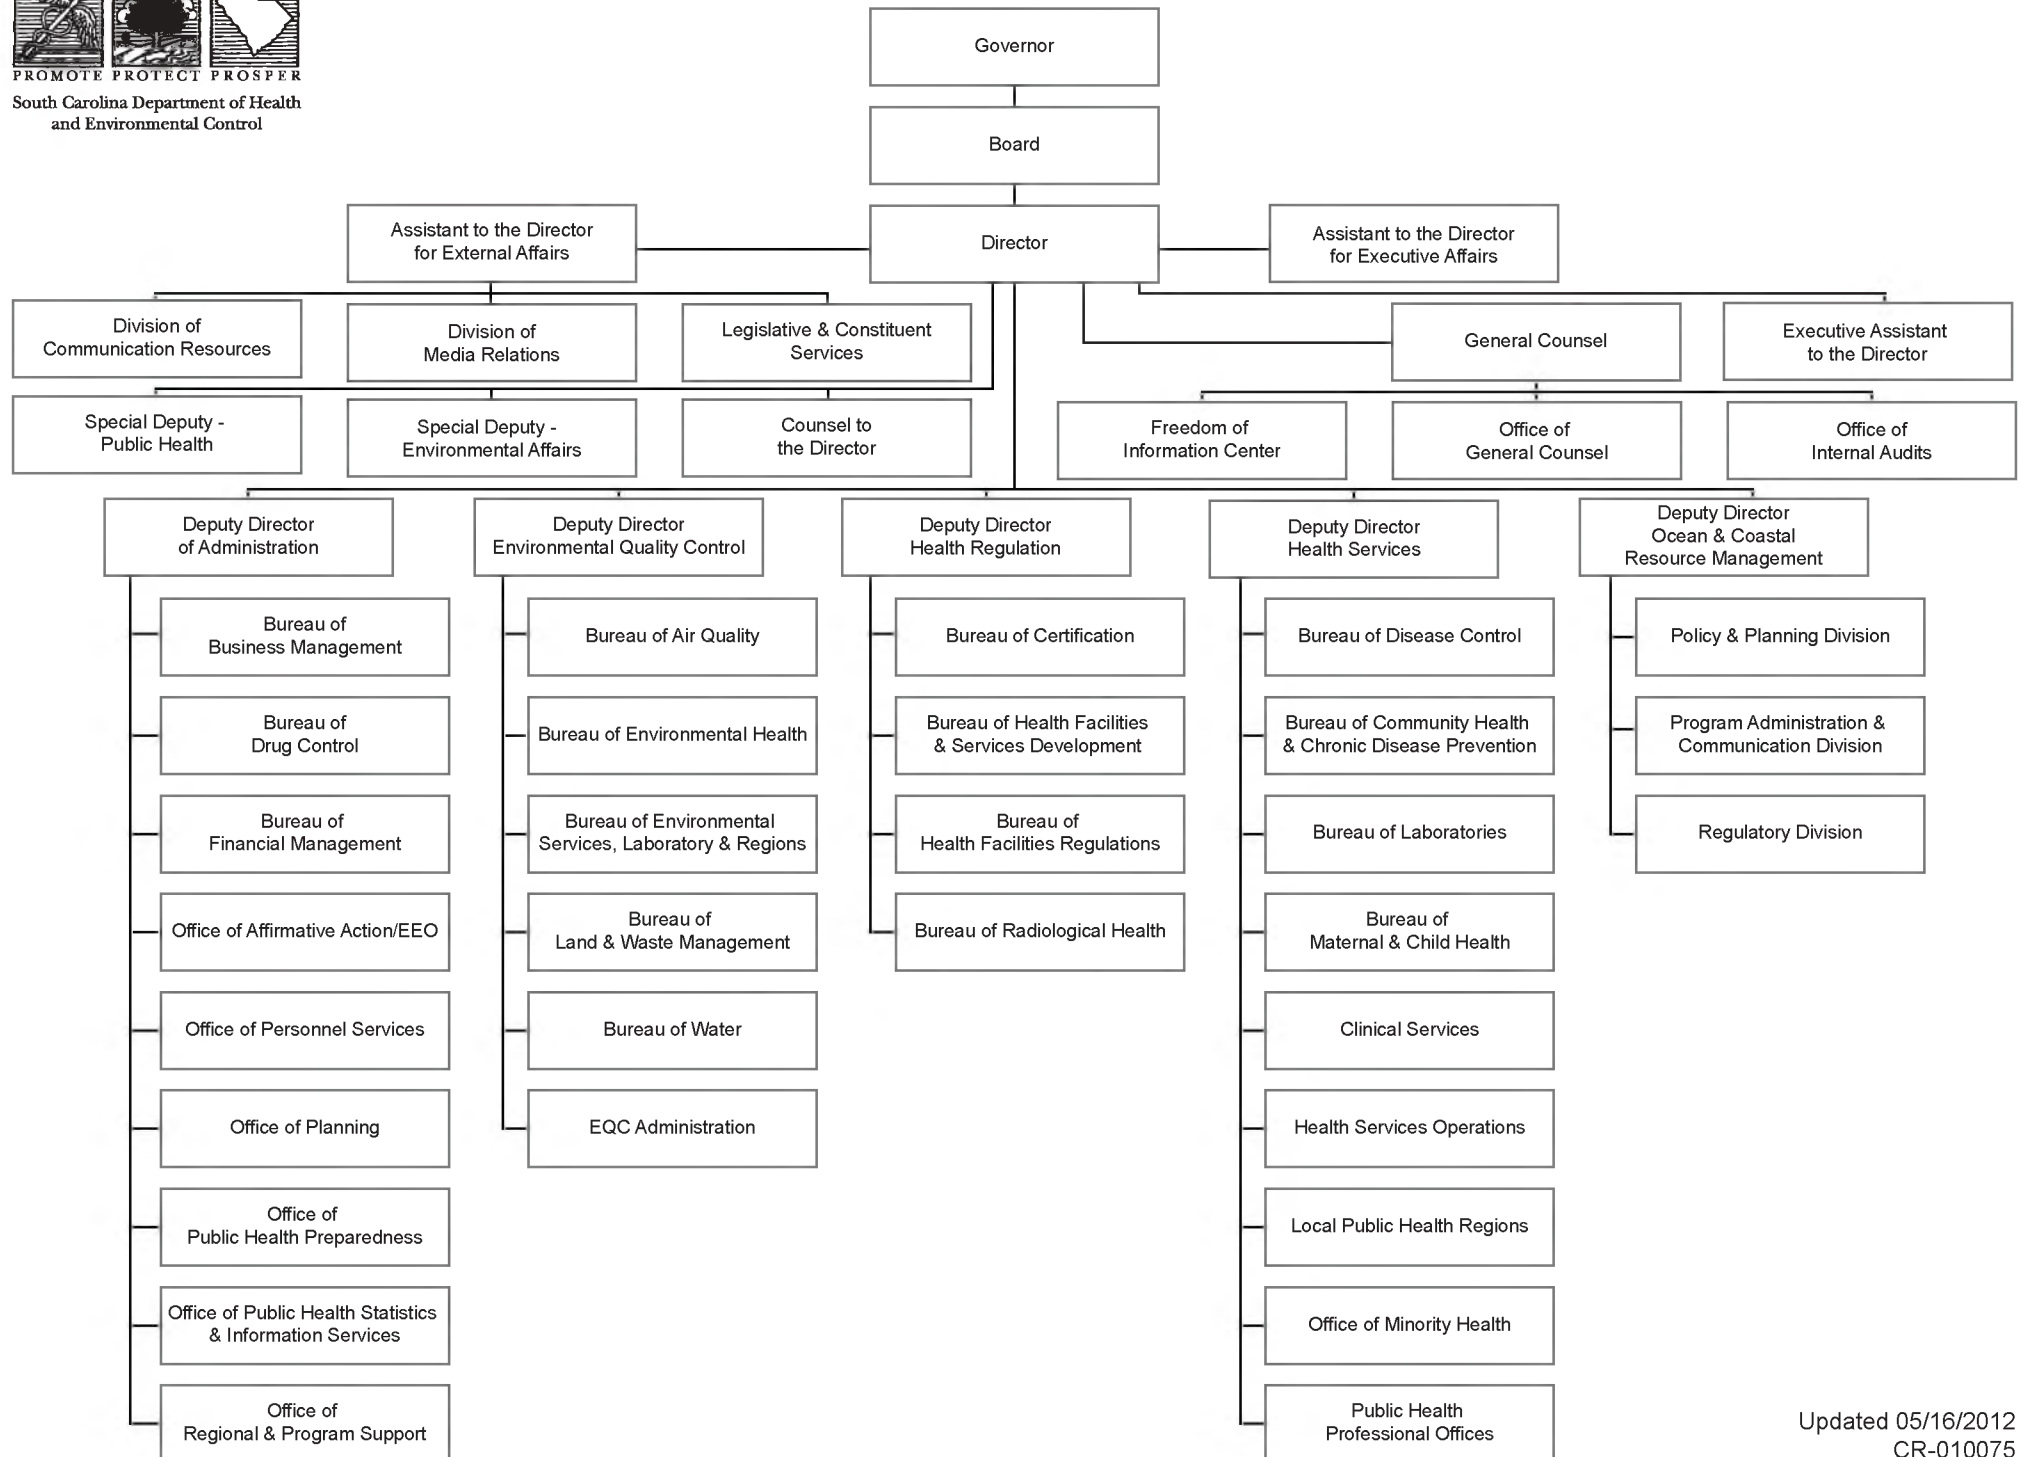 PROMOTE PROTECT PROSPER
South Carolina Department of Health
and Environmental Control
Governor
Board
Director
Assistant to the Director
for External Affairs
Assistant to the Director
for Executive Affairs
Division of
Communication Resources
Division of
Media Relations
Legislative & Constituent
Services
General Counsel
Executive Assistant
to the Director
Special Deputy -
Public Health
Special Deputy -
Environmental Affairs
Counsel to
the Director
Freedom of
Information Center
Office of
General Counsel
Office of
Internal Audits
Deputy Director
of Administration
Bureau of
Business Management
Bureau of
Drug Control
Bureau of
Financial Management
Office of Affirmative Action/EEO
Office of Personnel Services
Office of Planning
Office of
Public Health Preparedness
Office of Public Health Statistics
& Information Services
Office of
Regional & Program Support
Deputy Director
Environmental Quality Control
Bureau of Air Quality
Bureau of Environmental Health
Bureau of Environmental
Services, Laboratory & Regions
Bureau of
Land & Waste Management
Bureau of Water
EQC Administration
Deputy Director
Health Regulation
Bureau of Certification
Bureau of Health Facilities
& Services Development
Bureau of
Health Facilities Regulations
Bureau of Radiological Health
Deputy Director
Health Services
Bureau of Disease Control
Bureau of Community Health
& Chronic Disease Prevention
Bureau of Laboratories
Bureau of
Maternal & Child Health
Clinical Services
Health Services Operations
Local Public Health Regions
Office of Minority Health
Public Health
Professional Offices
Deputy Director
Ocean & Coastal
Resource Management
Policy & Planning Division
Program Administration &
Communication Division
Regulatory Division
Updated 05/16/2012
CR-010075